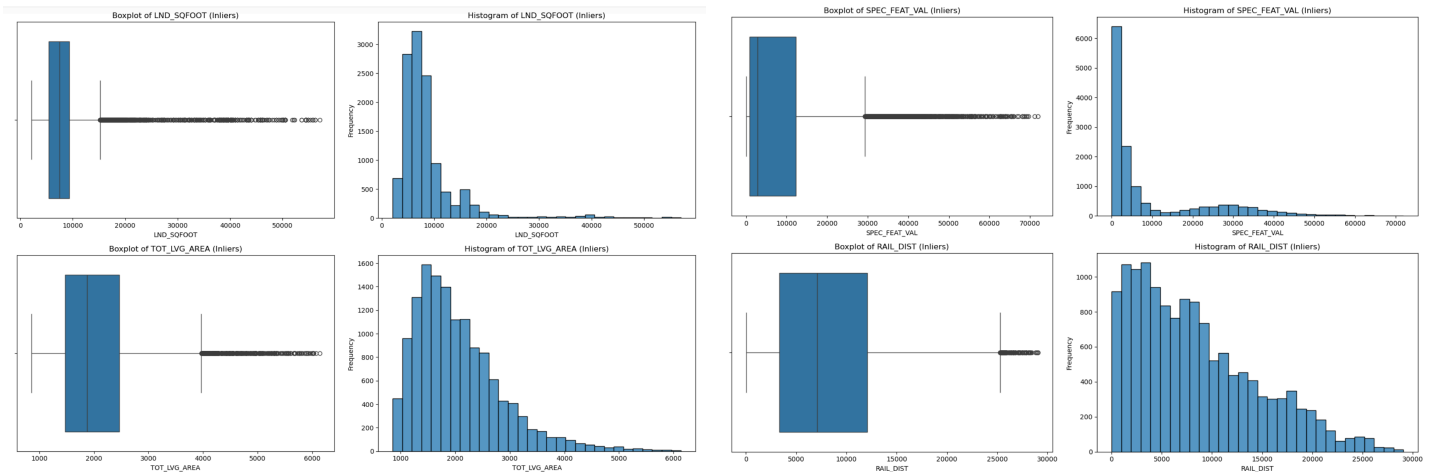 Boxplot of LND_SQFOOT (Inliers)
0 10000 20000 30000 40000 50000
LND_SQFOOT
Histogram of LND_SQFOOT (Inliers)
Frequency
3000
2500
2000
1500
1000
500
0
0 10000 20000 30000 40000 50000
LND_SQFOOT
Boxplot of SPEC_FEAT_VAL (Inliers)
0 10000 20000 30000 40000 50000 60000 70000
SPEC_FEAT_VAL
Histogram of SPEC_FEAT_VAL (Inliers)
Frequency
6000
5000
4000
3000
2000
1000
0
0 10000 20000 30000 40000 50000 60000 70000
SPEC_FEAT_VAL
Boxplot of TOT_LVG_AREA (Inliers)
1000 2000 3000 4000 5000 6000
TOT_LVG_AREA
Histogram of TOT_LVG_AREA (Inliers)
Frequency
1600
1400
1200
1000
800
600
400
200
0
1000 2000 3000 4000 5000 6000
TOT_LVG_AREA
Boxplot of RAIL_DIST (Inliers)
0 5000 10000 15000 20000 25000 30000
RAIL_DIST
Histogram of RAIL_DIST (Inliers)
Frequency
1000
800
600
400
200
0
0 5000 10000 15000 20000 25000 30000
RAIL_DIST